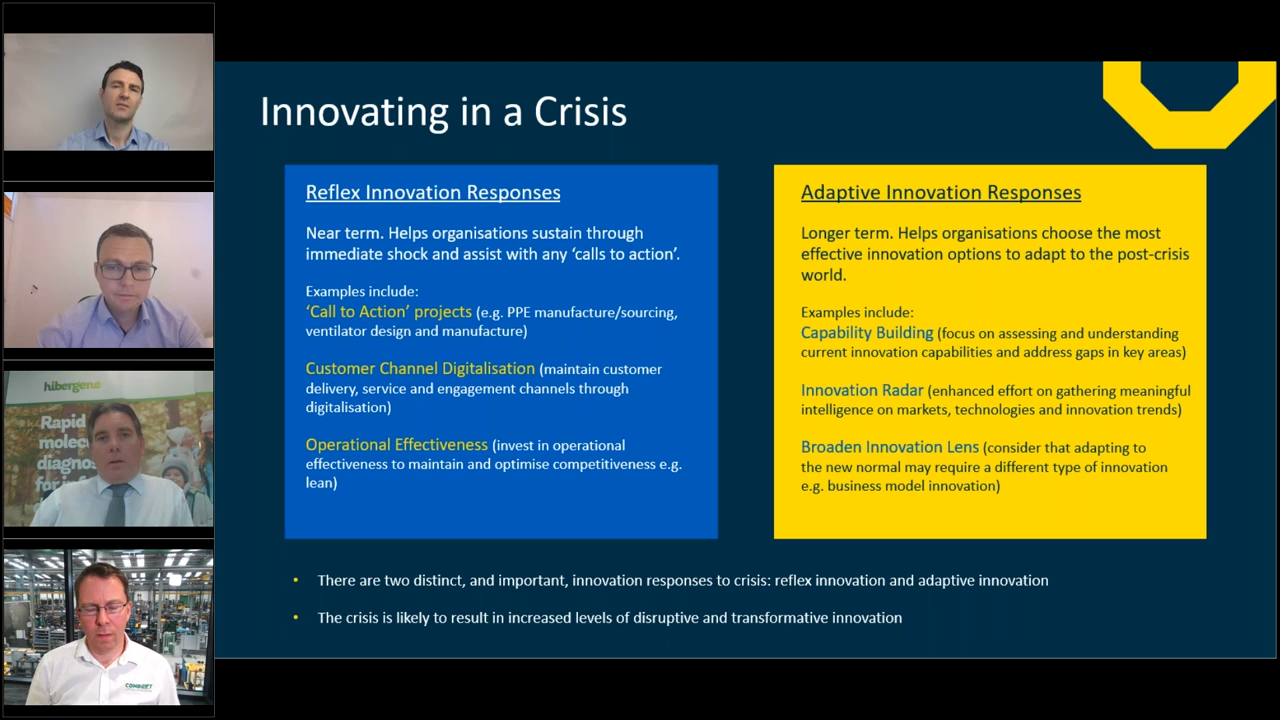 hibergene
Rapid
molec
diagnos
for inf
COMBILIFT
Innovating in a Crisis
Reflex Innovation Responses
Near term. Helps organisations sustain through
immediate shock and assist with any ‘calls to action’.
Examples include:
‘Call to Action’ projects (e.g. PPE manufacture/sourcing,
ventilator design and manufacture)
Customer Channel Digitalisation (maintain customer
delivery, service and engagement channels through
digitalisation)
Operational Effectiveness (invest in operational
effectiveness to maintain and optimise competitiveness e.g.
lean)
Adaptive Innovation Responses
Longer term. Helps organisations choose the most
effective innovation options to adapt to the post-crisis
world.
Examples include:
Capability Building (focus on assessing and understanding
current innovation capabilities and address gaps in key areas)
Innovation Radar (enhanced effort on gathering meaningful
intelligence on markets, technologies and innovation trends)
Broaden Innovation Lens (consider that adapting to
the new normal may require a different type of innovation
e.g. business model innovation)
• There are two distinct, and important, innovation responses to crisis: reflex innovation and adaptive innovation
• The crisis is likely to result in increased levels of disruptive and transformative innovation